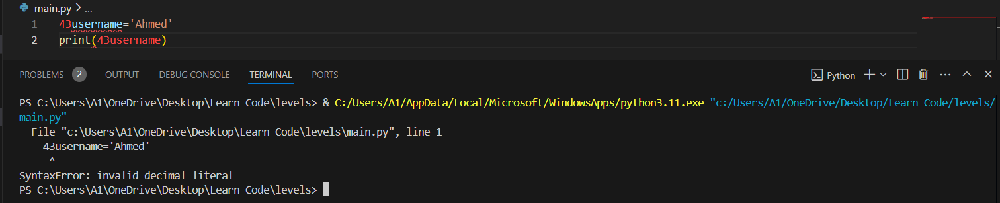 main.py > ...
1 43username='Ahmed'
2 print(43username)
PROBLEMS 2 OUTPUT DEBUG CONSOLE TERMINAL PORTS Python
PS C:\Users\A1\OneDrive\Desktop\Learn Code\levels> & C:/Users/A1/AppData/Local/Microsoft/WindowsApps/python3.11.exe "c:/Users/A1/OneDrive/Desktop/Learn Code/levels/
main.py"
File "c:\Users\A1\OneDrive\Desktop\Learn Code\levels\main.py", line 1
43username='Ahmed'
^
SyntaxError: invalid decimal literal
PS C:\Users\A1\OneDrive\Desktop\Learn Code\levels>